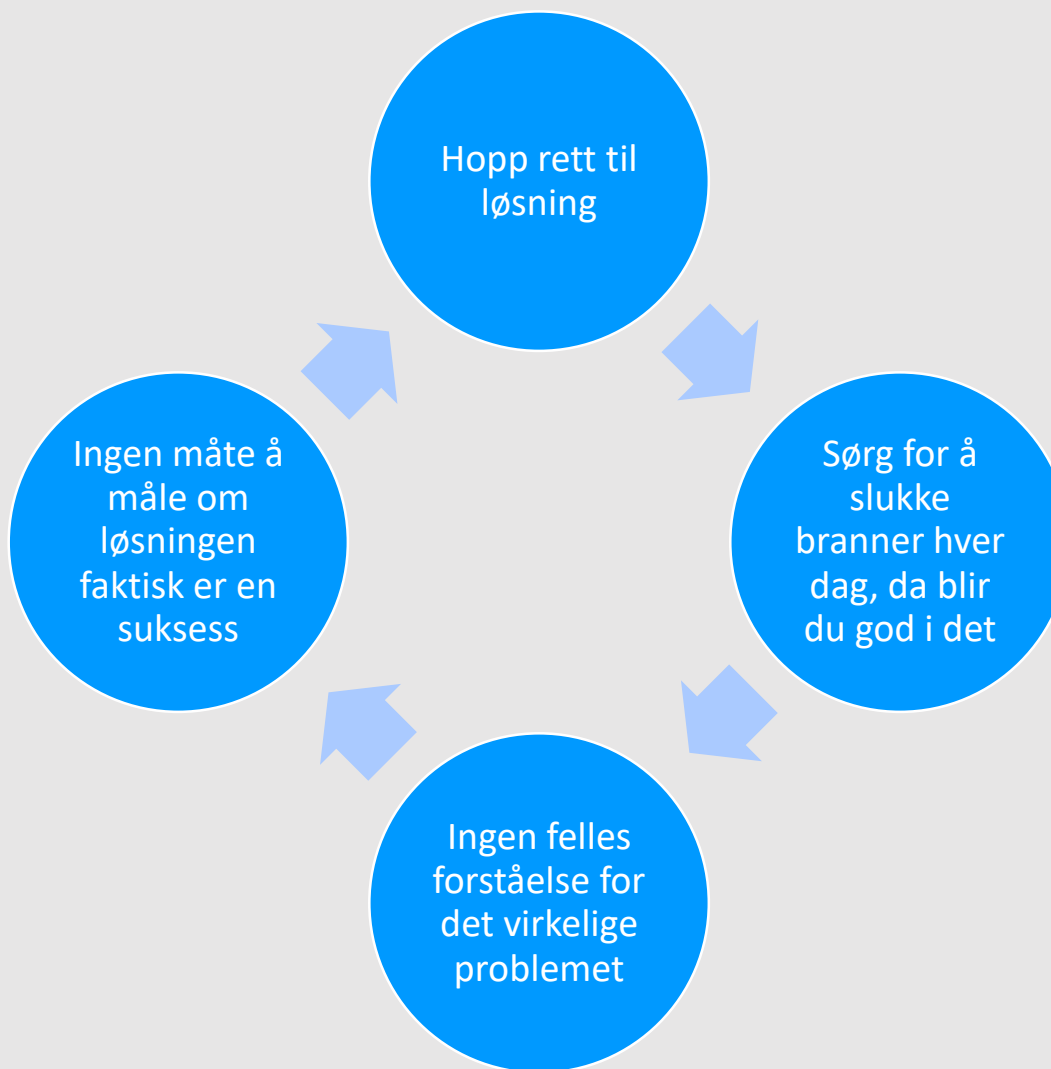 Hopp rett til
løsning
Sørg for å
slukke
branner hver
dag, da blir
du god i det
Ingen felles
forståelse for
det virkelige
problemet
Ingen måte å
måle om
løsningen
faktisk er en
suksess